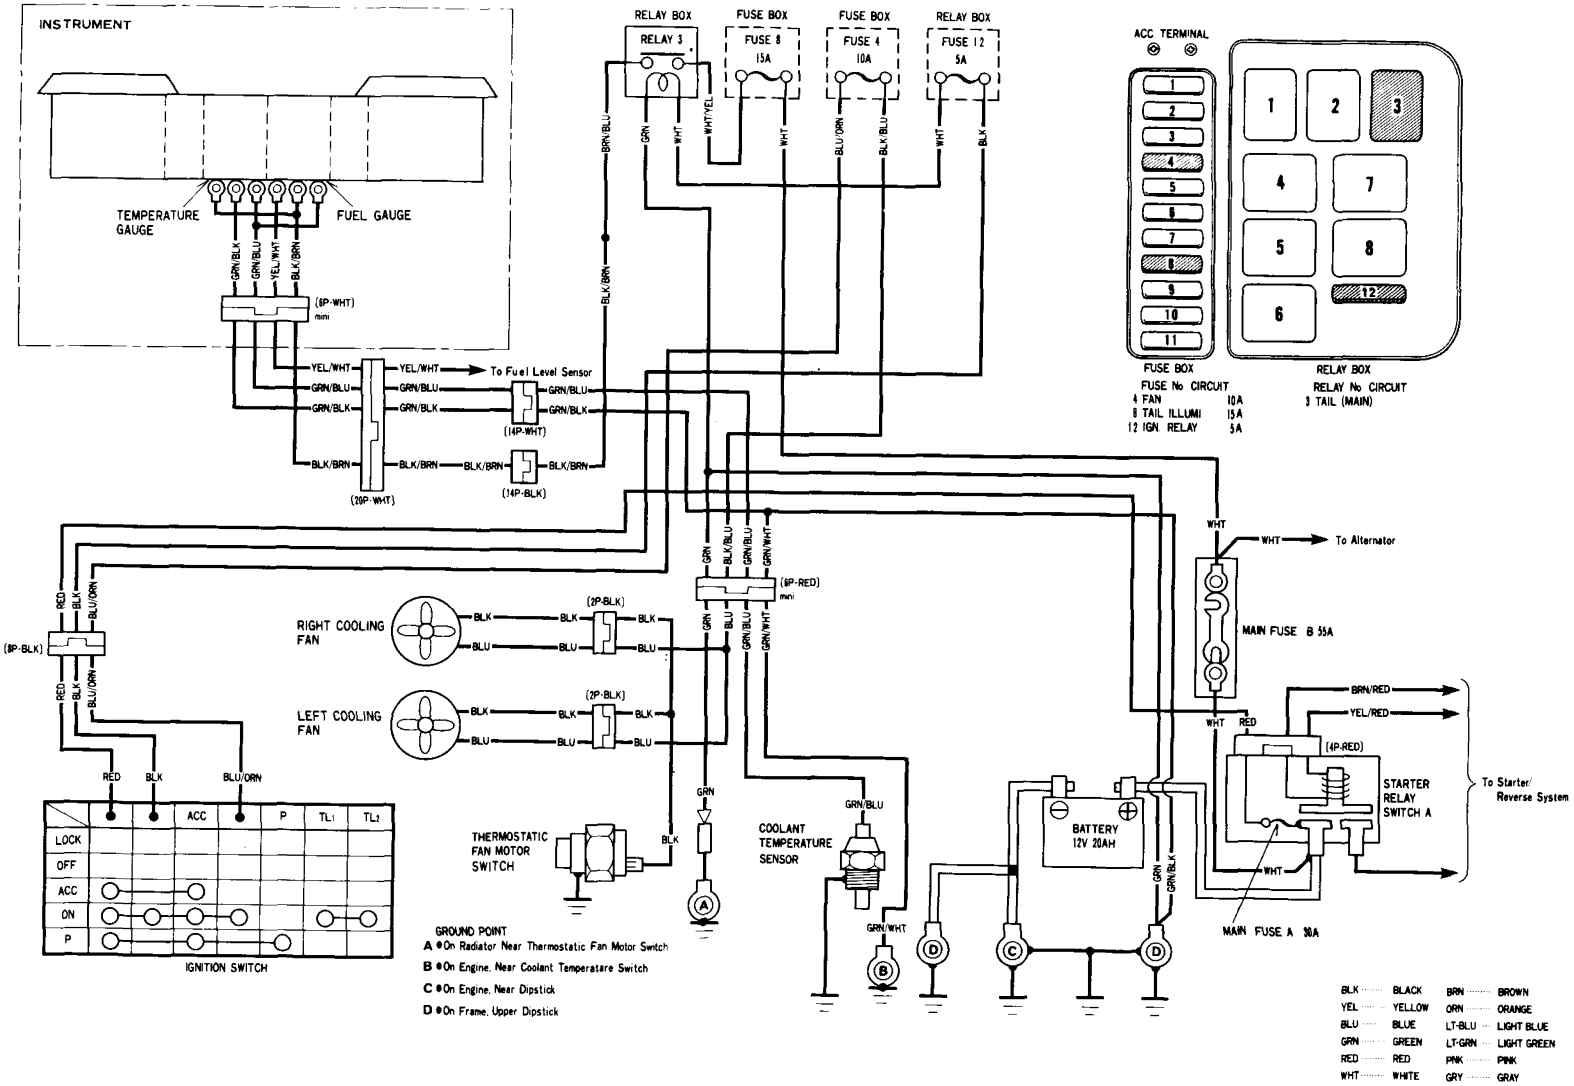 INSTRUMENT
TEMPERATURE
GAUGE
FUEL GAUGE
GRN/BLK
GRN/BLU
YEL/WHT
BLK/BRN
(6P-WHT)
mini
RELAY BOX
RELAY 3
FUSE BOX
FUSE 8
15A
FUSE BOX
FUSE 4
10A
RELAY BOX
FUSE 12
5A
BRN/BLU
GRN
WHT
WHT/YEL
WHT
BLU/ORN
BLK/BLU
WHT
BLK
BLK/BRN
ACC TERMINAL
1
2
3
4
5
6
7
8
9
10
11
FUSE BOX
1
2
3
4
7
5
8
6
12
RELAY BOX
FUSE No CIRCUIT
4 FAN 10A
8 TAIL ILLUMI 15A
12 IGN. RELAY 5A
RELAY No CIRCUIT
3 TAIL (MAIN)
YEL/WHT
YEL/WHT
To Fuel Level Sensor
GRN/BLU
GRN/BLU
GRN/BLU
GRN/BLK
GRN/BLK
GRN/BLK
(14P-WHT)
BLK/BRN
BLK/BRN
BLK/BRN
BLK/BRN
(20P-WHT)
(14P-BLK)
GRN
BLK/BLU
GRN/BLU
GRN/WHT
(6P-RED)
mini
GRN
BLU
GRN/BLU
GRN/WHT
WHT
WHT
To Alternator
MAIN FUSE B 55A
RED
BLK
BLU/ORN
(8P-BLK)
RED
BLK
BLU/ORN
RIGHT COOLING
FAN
BLK
BLK
(2P-BLK)
BLK
BLU
BLU
BLU
LEFT COOLING
FAN
BLK
BLK
(2P-BLK)
BLK
BLU
BLU
BLU
WHT
RED
BRN/RED
YEL/RED
(4P-RED)
STARTER
RELAY
SWITCH A
To Starter/
Reverse System
WHT
MAIN FUSE A 30A
RED
BLK
BLU/ORN
ACC
P
TL1
TL2
LOCK
OFF
ACC
ON
P
IGNITION SWITCH
THERMOSTATIC
FAN MOTOR
SWITCH
BLK
GRN
A
COOLANT
TEMPERATURE
SENSOR
GRN/BLU
GRN/WHT
B
BATTERY
12V 20AH
GRN
GRN/BLK
D
C
D
GROUND POINT
A •On Radiator Near Thermostatic Fan Motor Switch
B •On Engine, Near Coolant Temperature Switch
C •On Engine, Near Dipstick
D •On Frame, Upper Dipstick
BLK ........ BLACK BRN ........ BROWN
YEL ........ YELLOW ORN ........ ORANGE
BLU ........ BLUE LT-BLU ... LIGHT BLUE
GRN ........ GREEN LT-GRN ... LIGHT GREEN
RED ........ RED PNK ........ PINK
WHT ........ WHITE GRY ........ GRAY